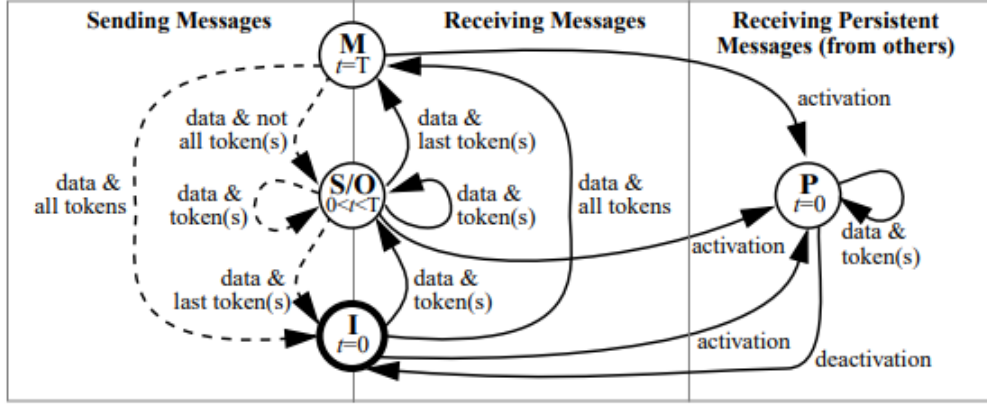 Sending Messages
Receiving Messages
Receiving Persistent
Messages (from others)
M
t=T
activation
data & not
all token(s)
data &
last token(s)
data &
all tokens
data &
token(s)
S/O
0<t<T
data &
token(s)
data &
all tokens
P
t=0
data &
token(s)
activation
data &
last token(s)
data &
token(s)
I
t=0
activation
deactivation